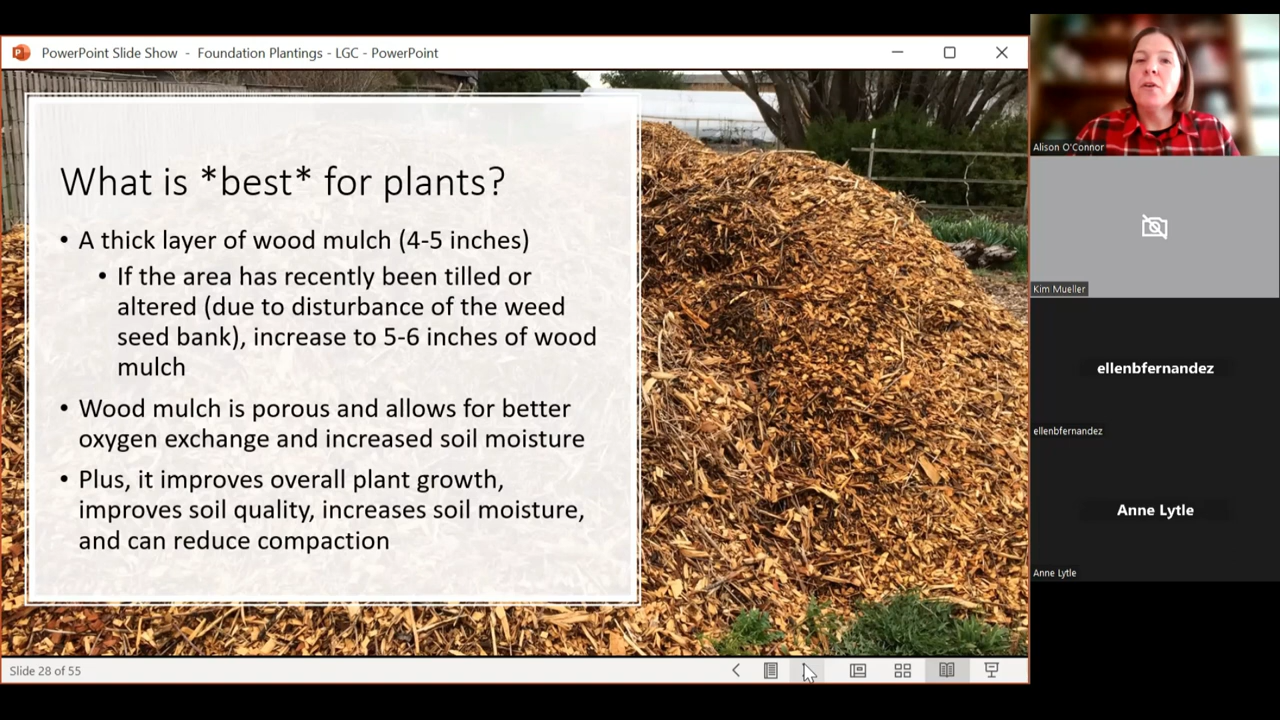 PowerPoint Slide Show - Foundation Plantings - LGC - PowerPoint
What is *best* for plants?
• A thick layer of wood mulch (4-5 inches)
• If the area has recently been tilled or
altered (due to disturbance of the weed
seed bank), increase to 5-6 inches of wood
mulch
• Wood mulch is porous and allows for better
oxygen exchange and increased soil moisture
• Plus, it improves overall plant growth,
improves soil quality, increases soil moisture,
and can reduce compaction
Slide 28 of 55
Alison O'Connor
Kim Mueller
ellenbfernandez
ellenbfernandez
Anne Lytle
Anne Lytle